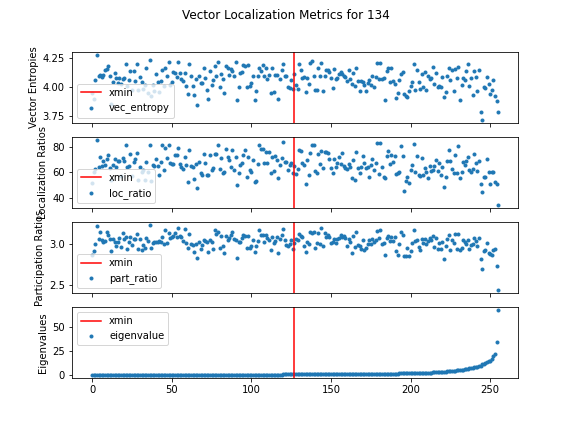 Vector Localization Metrics for 134
Vector Entropies
4.25
4.00
3.75
xmin
vec_entropy
Localization Ratios
80
60
40
xmin
loc_ratio
Participation Ratios
3.0
2.5
xmin
part_ratio
Eigenvalues
50
25
0
xmin
eigenvalue
0 50 100 150 200 250